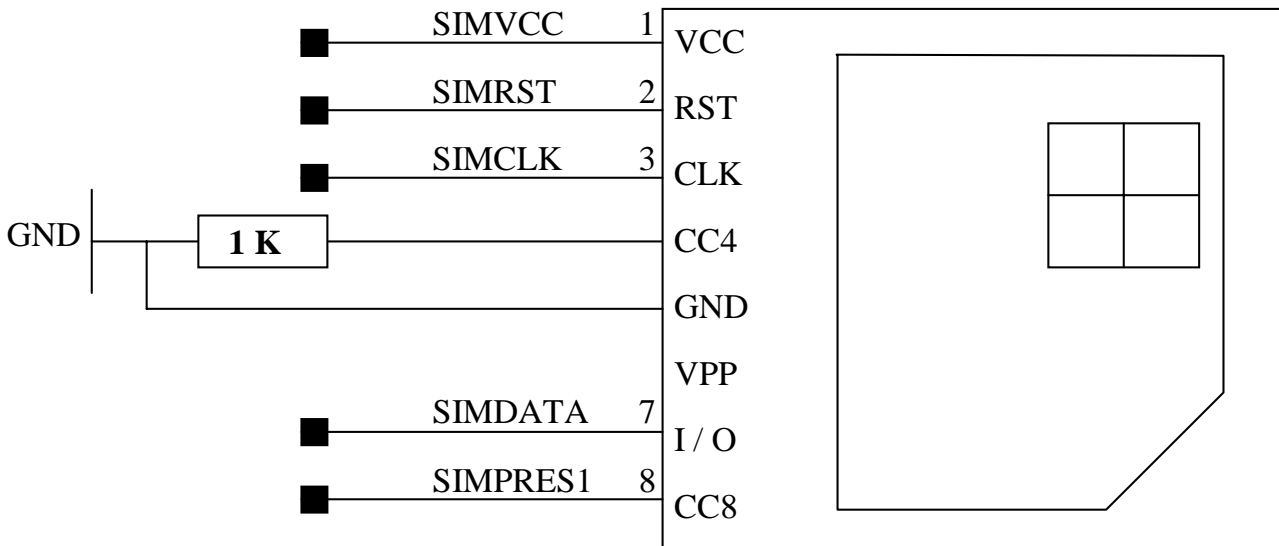 SIMVCC 1 VCC
SIMRST 2 RST
SIMCLK 3 CLK
GND 1 K CC4
GND
VPP
SIMDATA 7 I / O
SIMPRES1 8 CC8